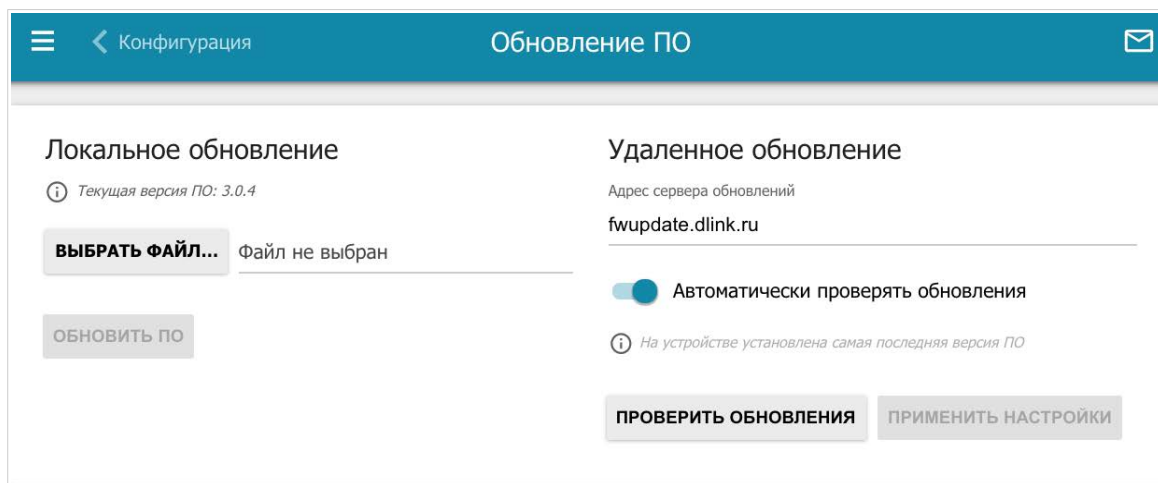 Конфигурация
Обновление ПО
Локальное обновление
Текущая версия ПО: 3.0.4
ВЫБРАТЬ ФАЙЛ... Файл не выбран
ОБНОВИТЬ ПО
Удаленное обновление
Адрес сервера обновлений
fwupdate.dlink.ru
Автоматически проверять обновления
На устройстве установлена самая последняя версия ПО
ПРОВЕРИТЬ ОБНОВЛЕНИЯ ПРИМЕНИТЬ НАСТРОЙКИ